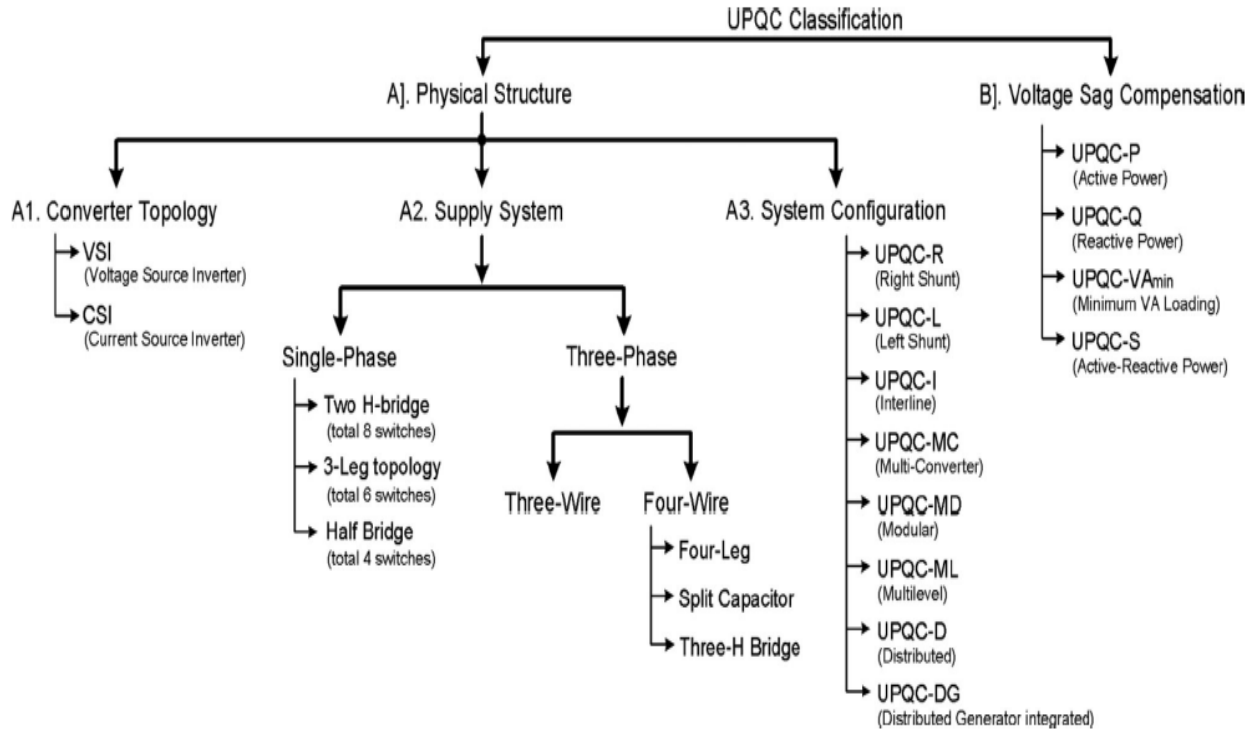 UPQC Classification
A]. Physical Structure
B]. Voltage Sag Compensation
UPQC-P
(Active Power)
UPQC-Q
(Reactive Power)
UPQC-VAmin
(Minimum VA Loading)
UPQC-S
(Active-Reactive Power)
A1. Converter Topology
VSI
(Voltage Source Inverter)
CSI
(Current Source Inverter)
A2. Supply System
Single-Phase
Two H-bridge
(total 8 switches)
3-Leg topology
(total 6 switches)
Half Bridge
(total 4 switches)
Three-Phase
Three-Wire
Four-Wire
Four-Leg
Split Capacitor
Three-H Bridge
A3. System Configuration
UPQC-R
(Right Shunt)
UPQC-L
(Left Shunt)
UPQC-I
(Interline)
UPQC-MC
(Multi-Converter)
UPQC-MD
(Modular)
UPQC-ML
(Multilevel)
UPQC-D
(Distributed)
UPQC-DG
(Distributed Generator integrated)